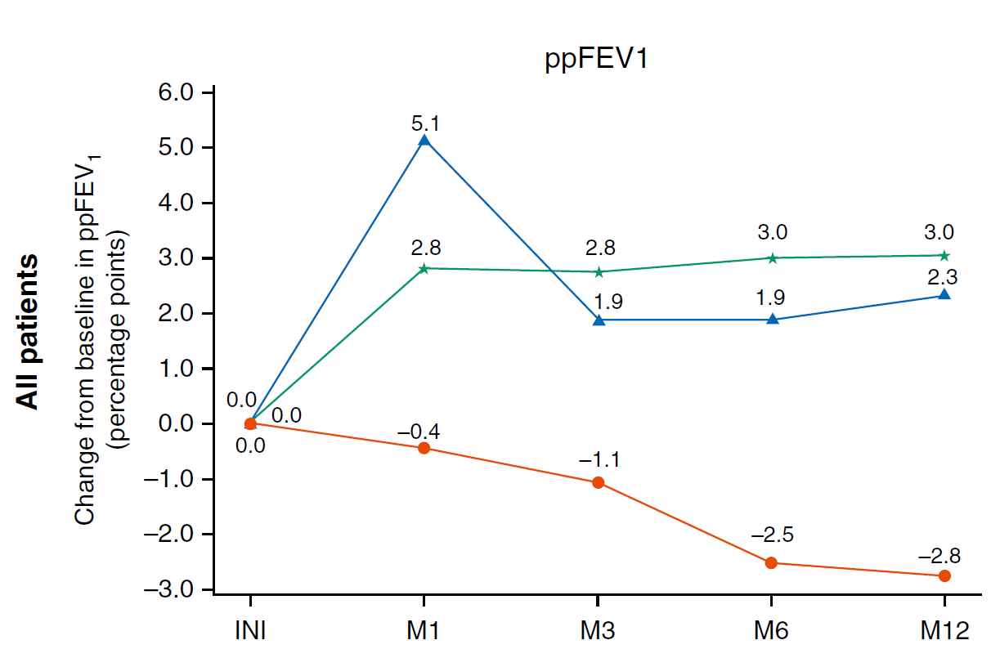 ppFEV1
All patients
Change from baseline in ppFEV1
(percentage points)
6.0
5.0
4.0
3.0
2.0
1.0
0.0
–1.0
–2.0
–3.0
5.1
2.8
2.8
3.0
3.0
1.9
1.9
2.3
0.0
0.0
0.0
–0.4
–1.1
–2.5
–2.8
INI
M1
M3
M6
M12